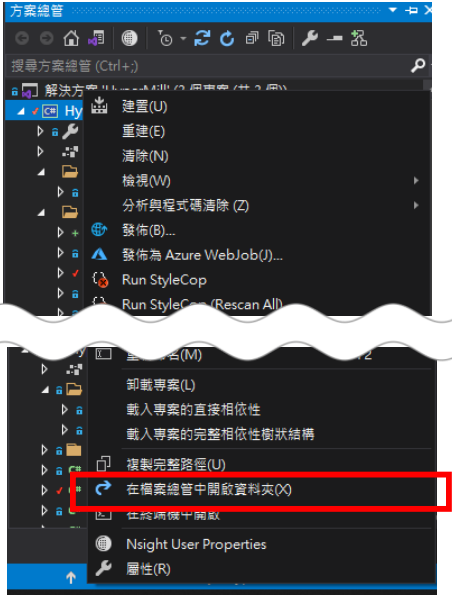 方案總管
搜尋方案總管 (Ctrl+;)
解決方案 'HyperMill' (2 個專案 (共 2 個))
Hy
建置(U)
重建(E)
清除(N)
檢視(W)
分析與程式碼清除 (Z)
發佈(B)...
發佈為 Azure WebJob(J)...
Run StyleCop
Run StyleCop (Rescan All)
重新命名(M)
卸載專案(L)
載入專案的直接相依性
載入專案的完整相依性樹狀結構
複製完整路徑(U)
在檔案總管中開啟資料夾(X)
在終端機中開啟
Nsight User Properties
屬性(R)